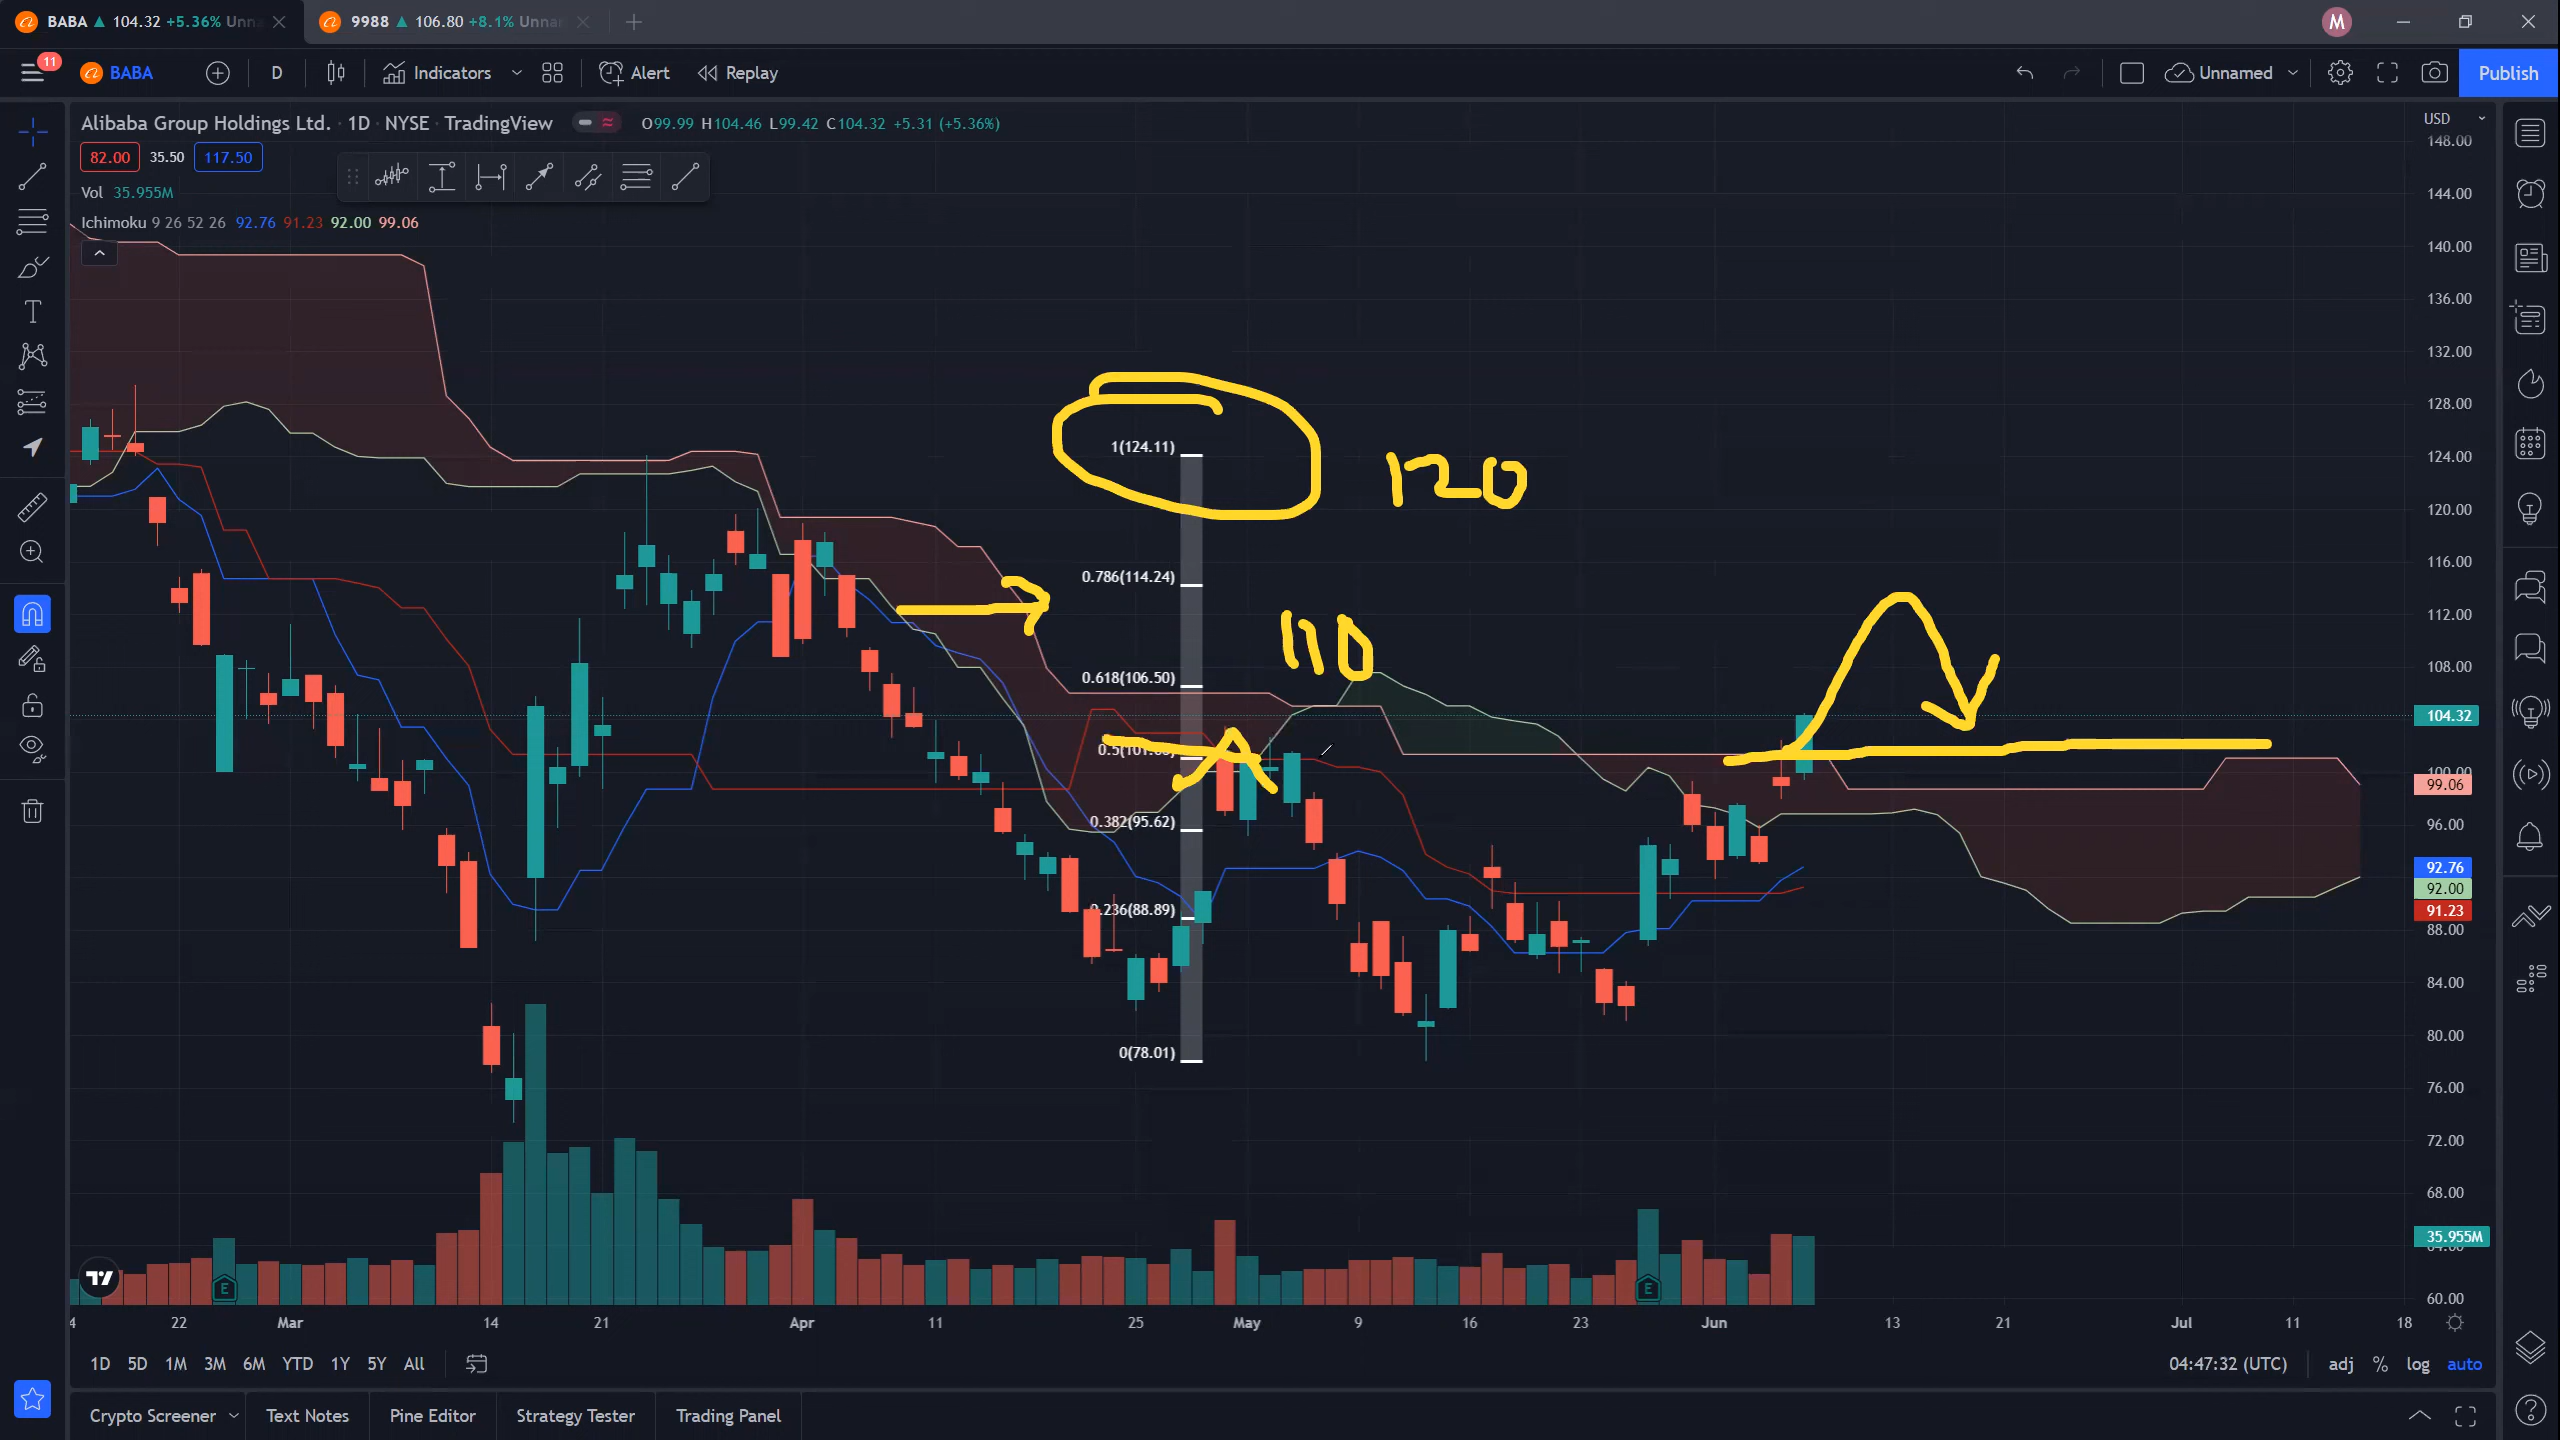 BABA ▲ 104.32 +5.36% Unna
9988 ▲ 106.80 +8.1% Unna
M
11
BABA
D
Indicators
Alert
Replay
Unnamed
Publish
Alibaba Group Holdings Ltd. · 1D · NYSE · TradingView
O99.99 H104.46 L99.42 C104.32 +5.31 (+5.36%)
82.00 35.50 117.50
Vol 35.955M
Ichimoku 9 26 52 26 92.76 91.23 92.00 99.06
USD
148.00
144.00
140.00
136.00
132.00
128.00
124.00
120.00
116.00
112.00
108.00
104.32
100.00
99.06
96.00
92.76
92.00
91.23
88.00
84.00
80.00
76.00
72.00
68.00
35.955M
64.00
60.00
1(124.11)
120
0.786(114.24)
110
0.618(106.50)
0.382(95.62)
0.236(88.89)
0(78.01)
E
E
4 22 Mar 14 21 Apr 11 25 May 9 16 23 Jun 13 21 Jul 11 18
1D 5D 1M 3M 6M YTD 1Y 5Y All
04:47:32 (UTC) adj % log auto
Crypto Screener Text Notes Pine Editor Strategy Tester Trading Panel